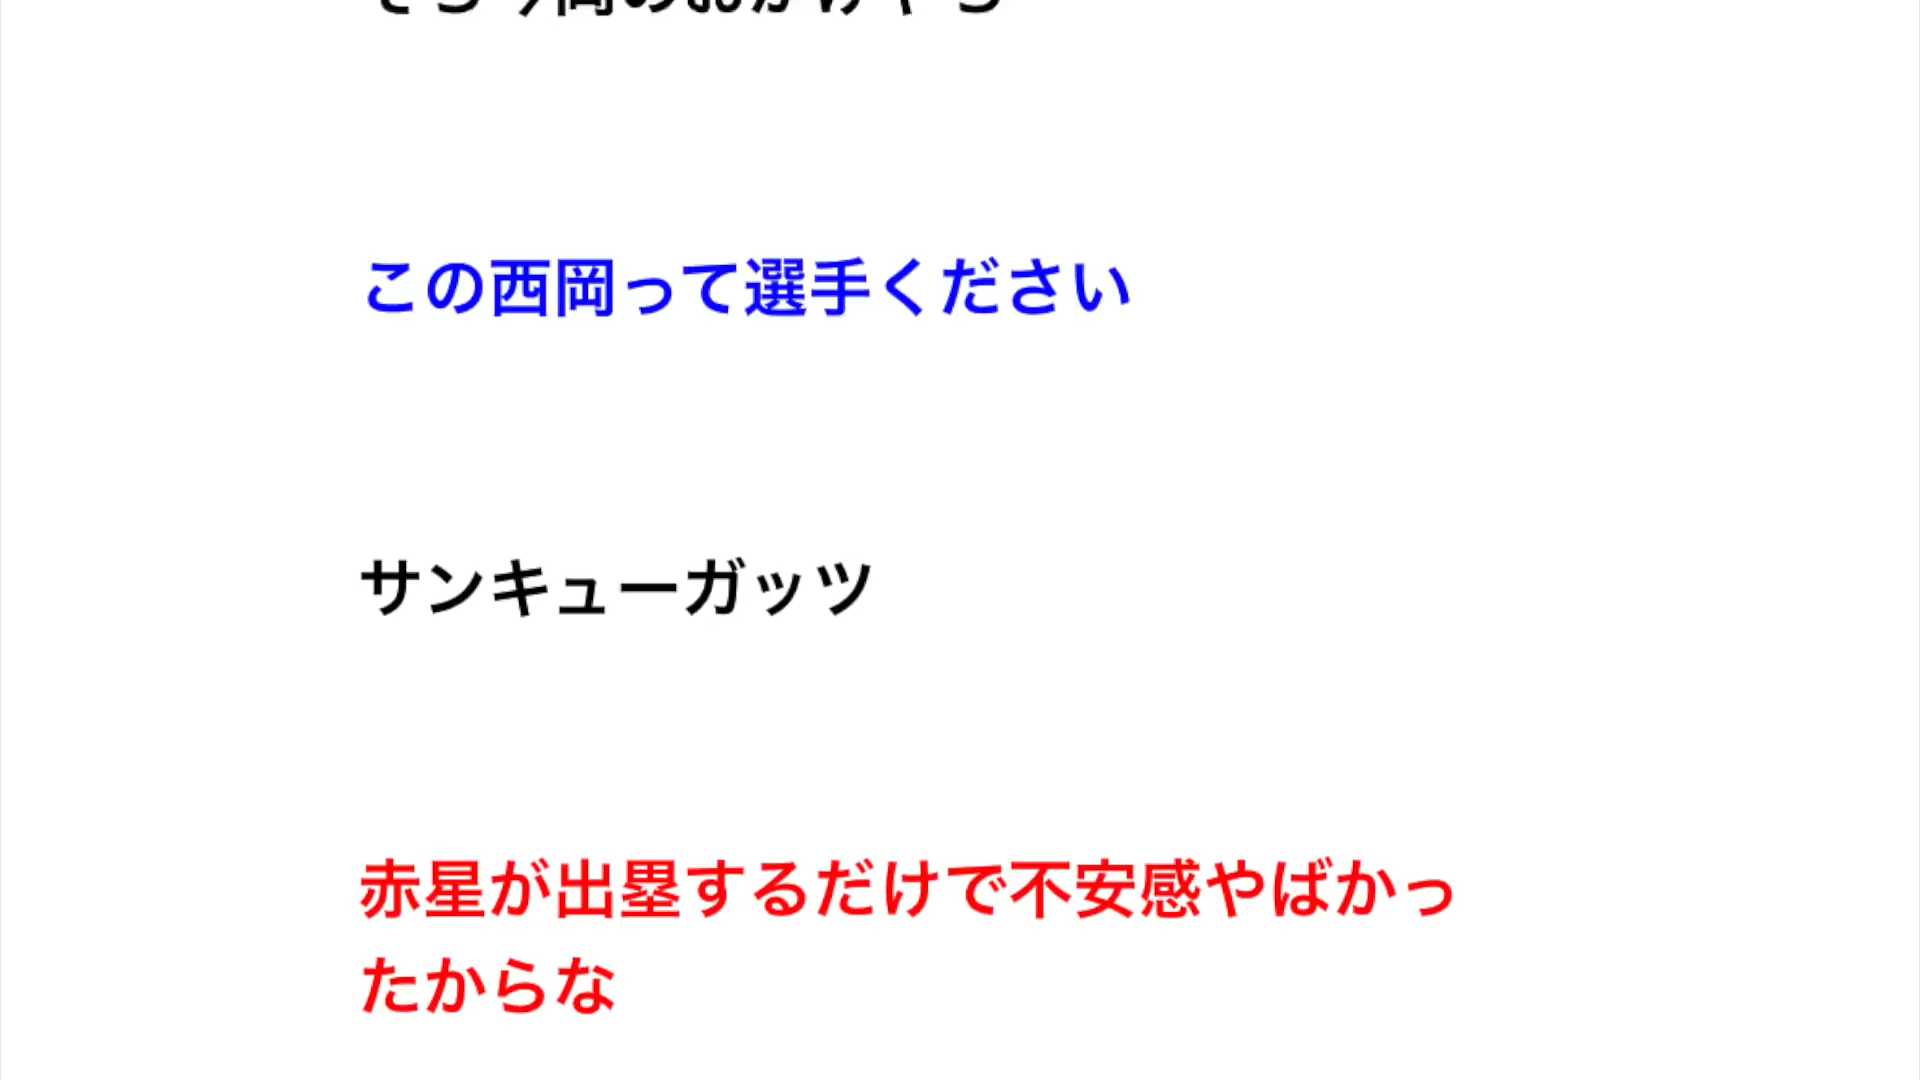 この西岡って選手ください
サンキューガッツ
赤星が出塁するだけで不安感やばかっ
たからな